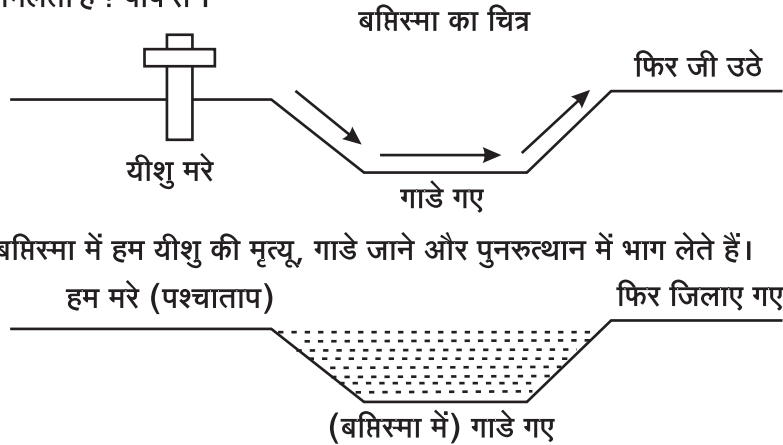 बप्तिस्मा का चित्र
फिर जी उठे
यीशु मरे
गाडे गए
बप्तिस्मा में हम यीशु की मृत्यू, गाडे जाने और पुनरुत्थान में भाग लेते हैं।
हम मरे (पश्चाताप)
फिर जिलाए गए
(बप्तिस्मा में) गाडे गए